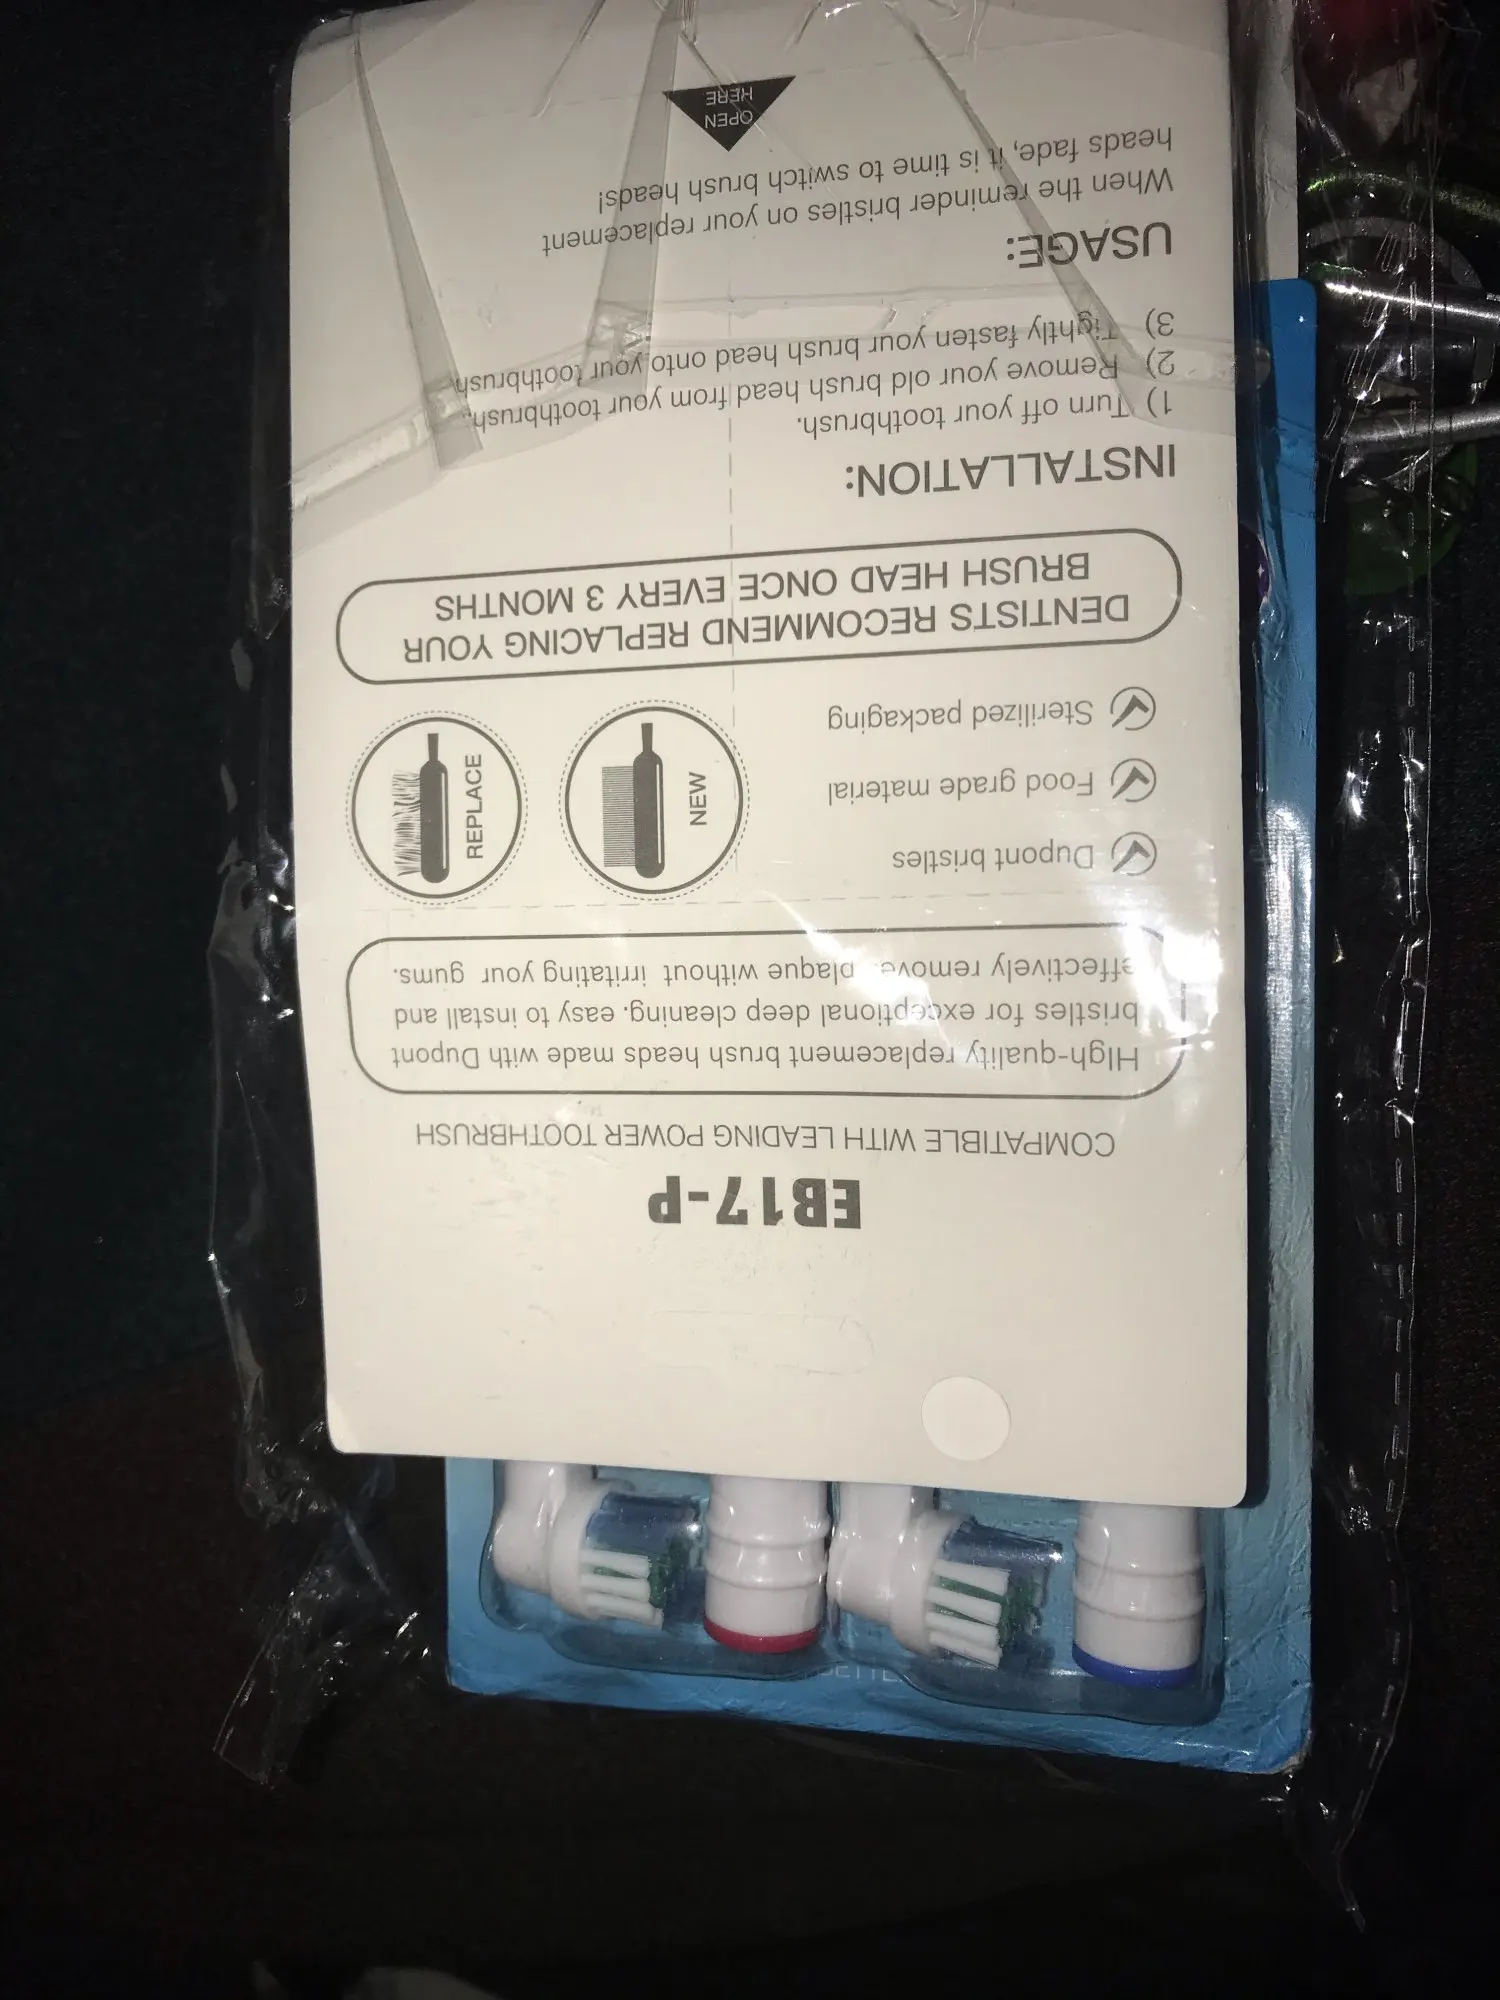 EB17-P
COMPATIBLE WITH LEADING POWER TOOTHBRUSH
HIgh-quality replacement brush heads made with Dupont
bristles for exceptional deep cleaning. easy to install and
effectively remove plaque without irritating your gums.
Dupont bristles
Food grade material
Sterilized packaging
NEW
REPLACE
DENTISTS RECOMMEND REPLACING YOUR
BRUSH HEAD ONCE EVERY 3 MONTHS
INSTALLATION:
1) Turn off your toothbrush.
2) Remove your old brush head from your toothbrush.
3) Tightly fasten your brush head onto your toothbrush
USAGE:
When the reminder bristles on your replacement
heads fade, it is time to switch brush heads!
OPEN
HERE